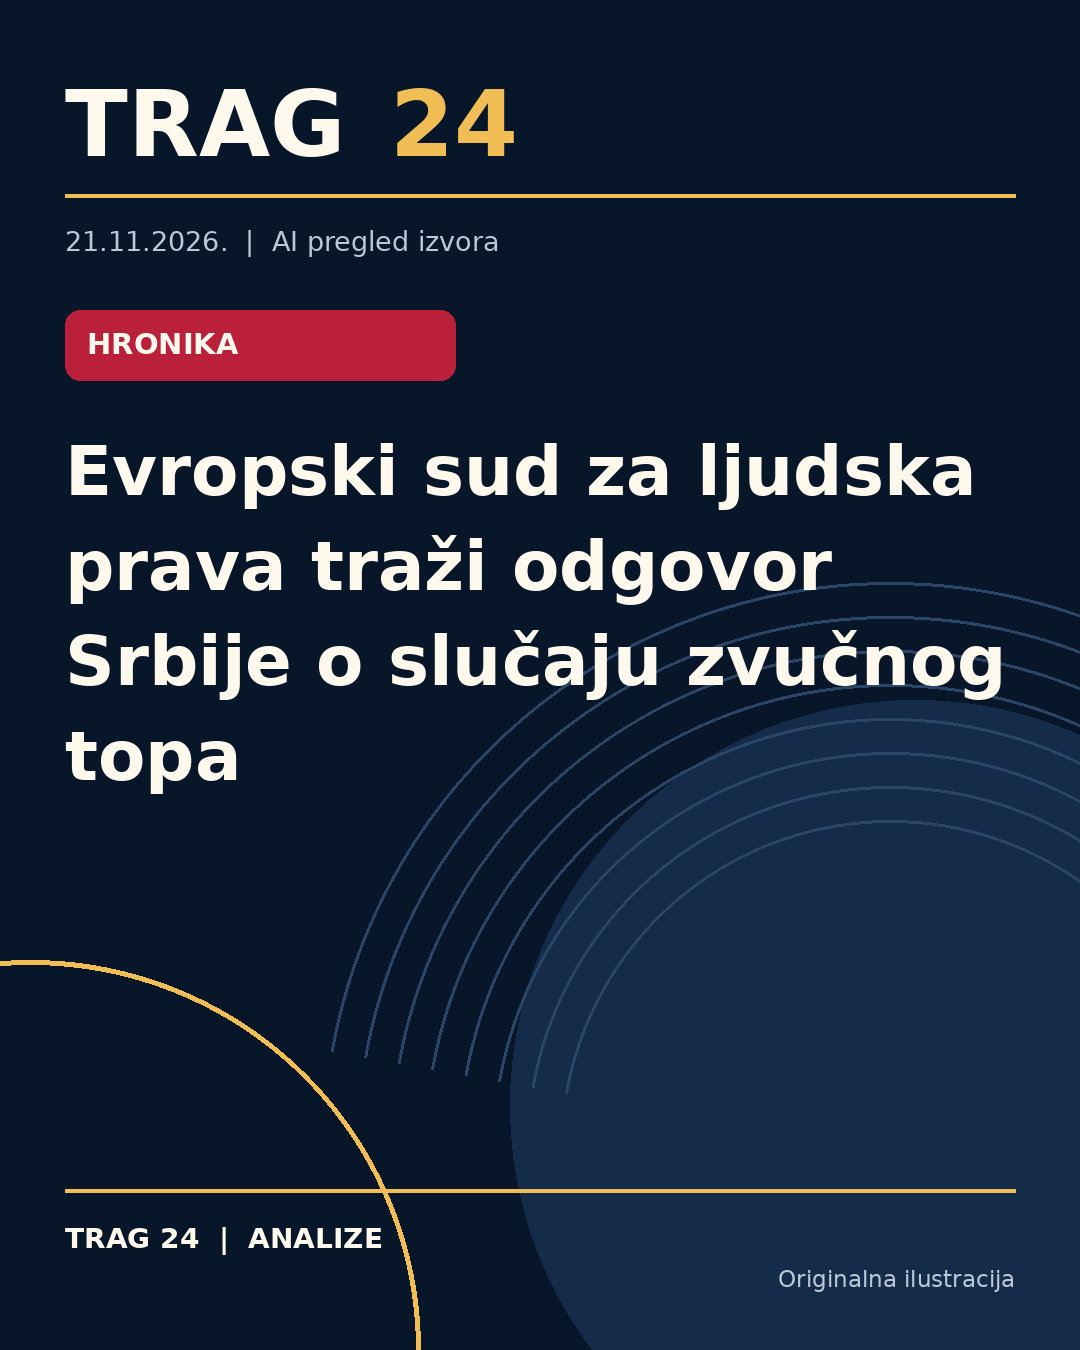 TRAG 24
21.11.2026. | AI pregled izvora
HRONIKA
Evropski sud za ljudska
prava traži odgovor
Srbije o slučaju zvučnog
topa
TRAG 24 | ANALIZE
Originalna ilustracija